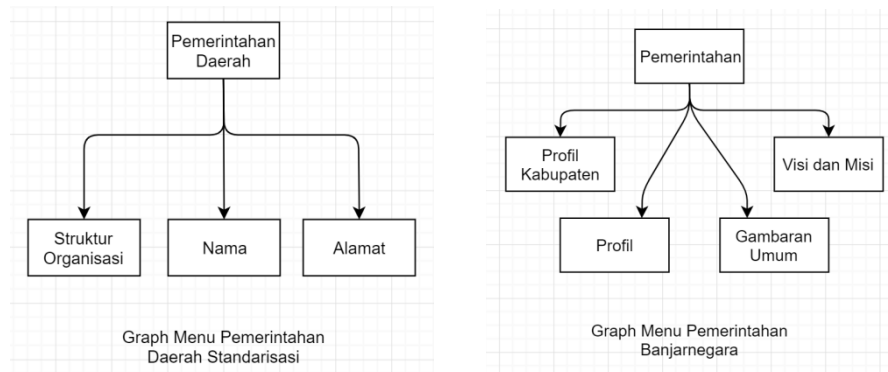 Pemerintahan
Daerah
Struktur
Organisasi
Nama
Alamat
Graph Menu Pemerintahan
Daerah Standarisasi
Pemerintahan
Profil
Kabupaten
Visi dan Misi
Profil
Gambaran
Umum
Graph Menu Pemerintahan
Banjarnegara